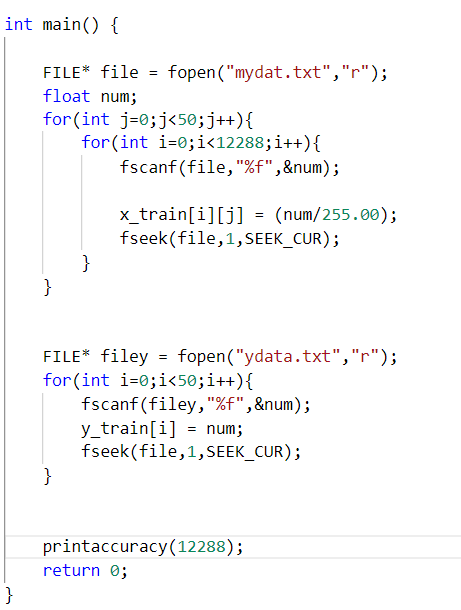 int main() {
FILE* file = fopen("mydat.txt","r");
float num;
for(int j=0;j<50;j++){
for(int i=0;i<12288;i++){
fscanf(file,"%f",&num);
x_train[i][j] = (num/255.00);
fseek(file,1,SEEK_CUR);
}
}
FILE* filey = fopen("ydata.txt","r");
for(int i=0;i<50;i++){
fscanf(filey,"%f",&num);
y_train[i] = num;
fseek(file,1,SEEK_CUR);
}
printaccuracy(12288);
return 0;
}